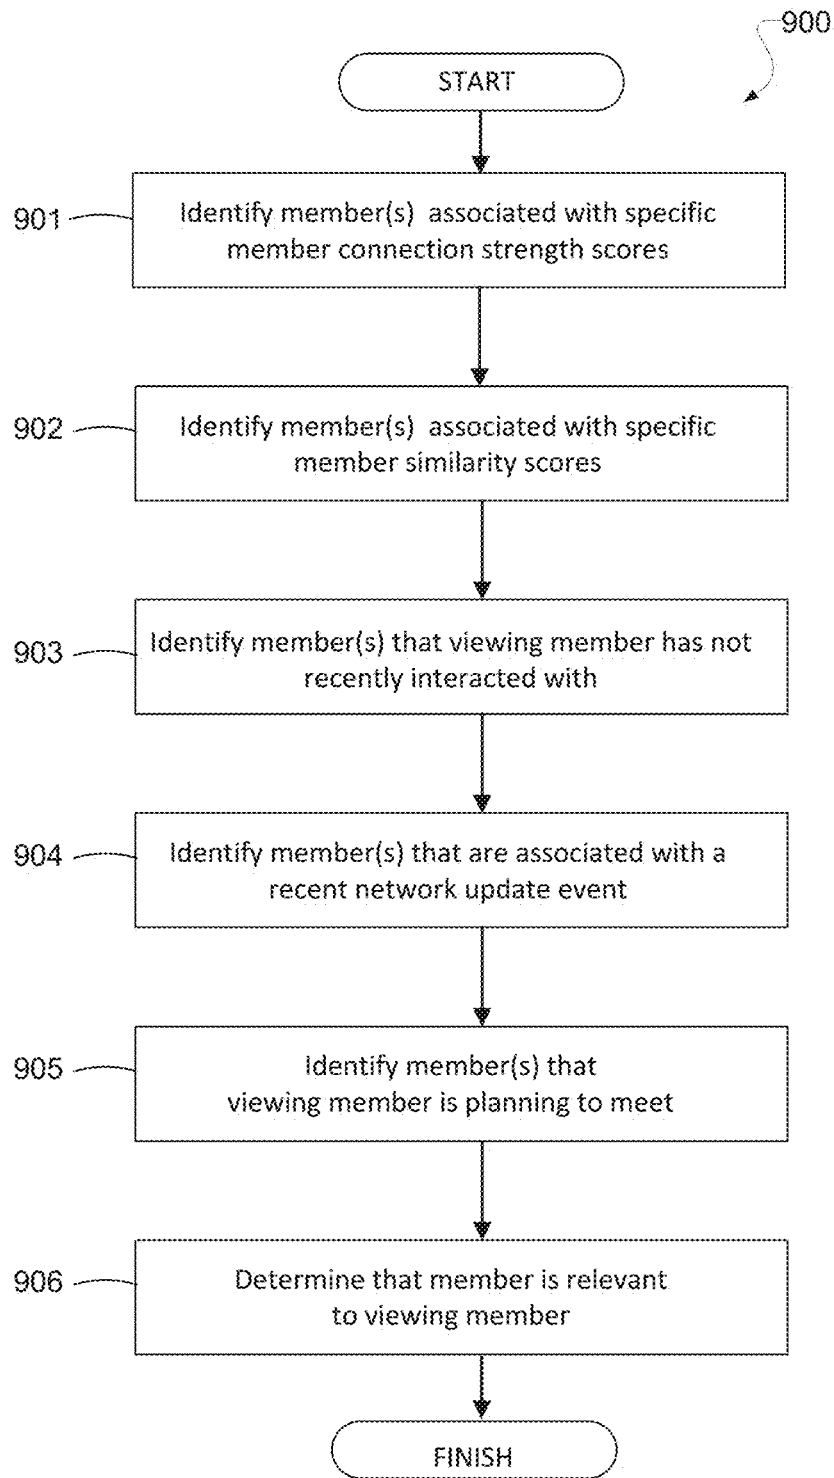 900
START
901
Identify member(s) associated with specific
member connection strength scores
902
Identify member(s) associated with specific
member similarity scores
903
Identify member(s) that viewing member has not
recently interacted with
904
Identify member(s) that are associated with a
recent network update event
905
Identify member(s) that
viewing member is planning to meet
906
Determine that member is relevant
to viewing member
FINISH